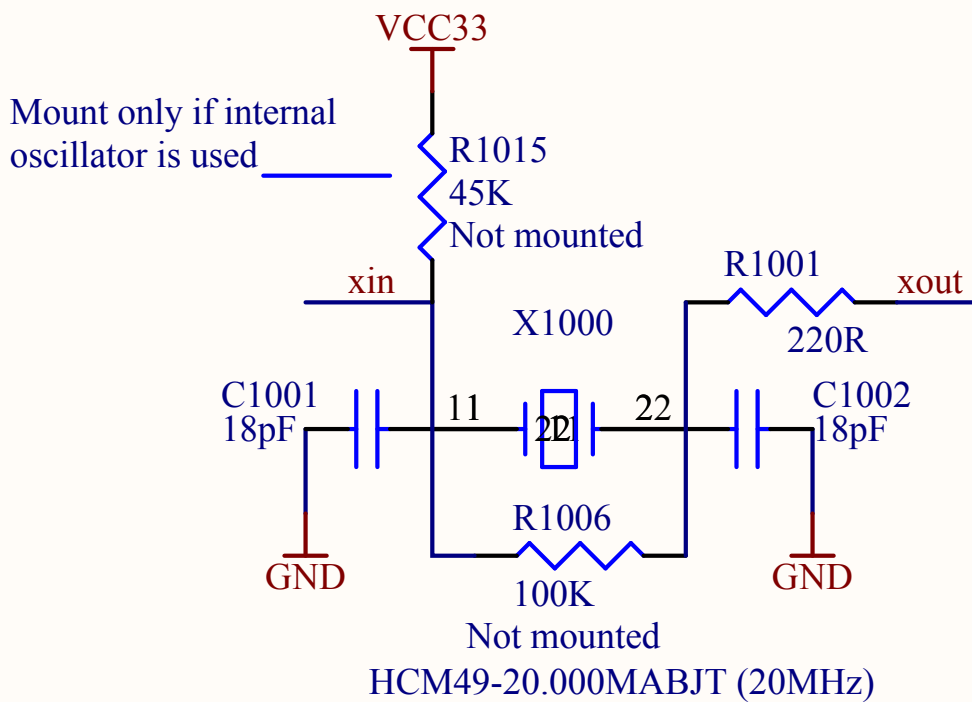 VCC33
Mount only if internal
oscillator is used
R1015
45K
Not mounted
xin
R1001
xout
220R
X1000
C1001
18pF
11
22
C1002
18pF
R1006
100K
GND
GND
Not mounted
HCM49-20.000MABJT (20MHz)